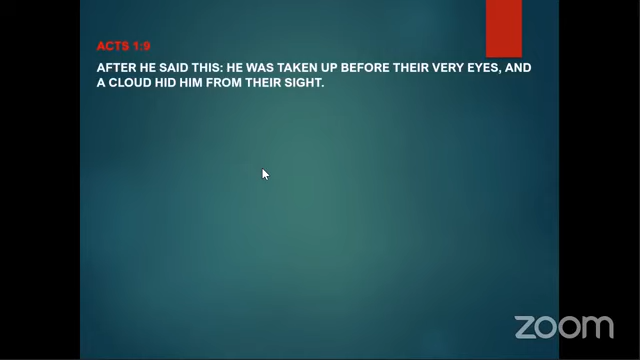 ACTS 1:9
AFTER HE SAID THIS: HE WAS TAKEN UP BEFORE THEIR VERY EYES, AND
A CLOUD HID HIM FROM THEIR SIGHT.
zoom